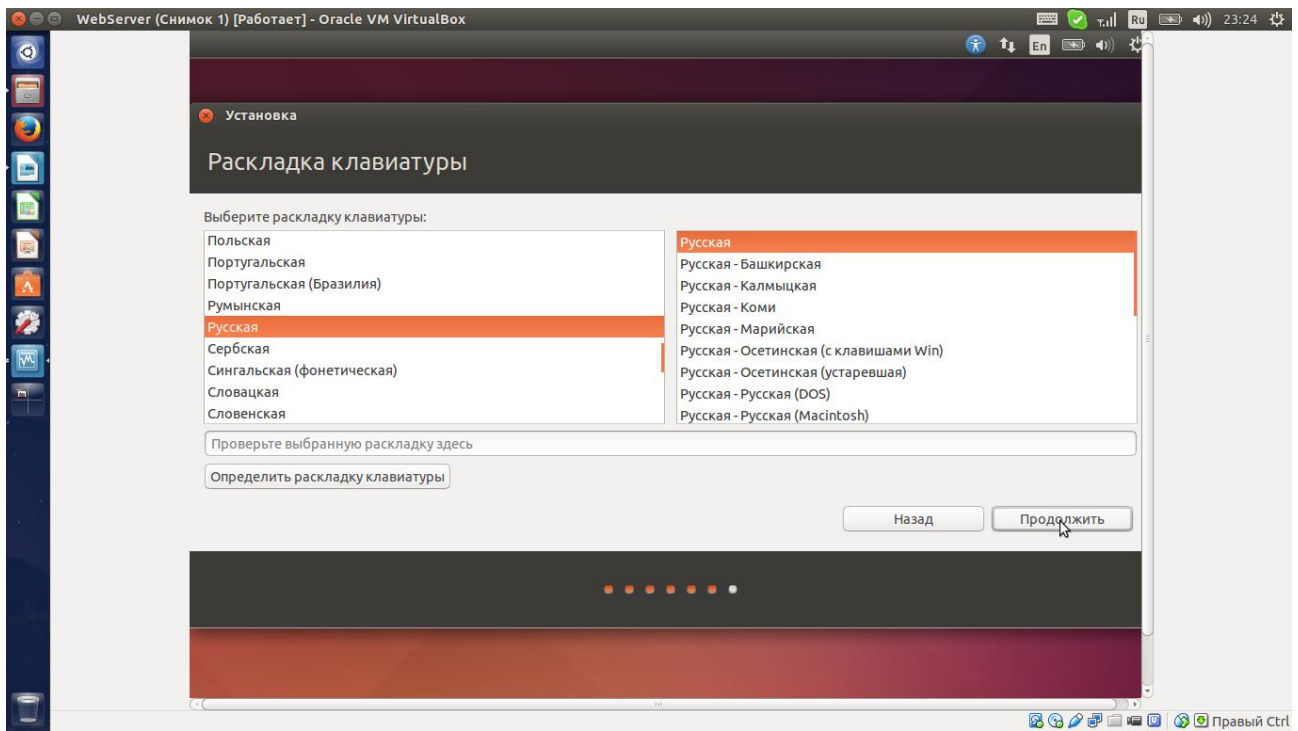 WebServer (Снимок 1) [Работает] - Oracle VM VirtualBox
Ru
23:24
En
Установка
Раскладка клавиатуры
Выберите раскладку клавиатуры:
Польская
Португальская
Португальская (Бразилия)
Румынская
Русская
Сербская
Сингальская (фонетическая)
Словацкая
Словенская
Русская
Русская - Башкирская
Русская - Калмыцкая
Русская - Коми
Русская - Марийская
Русская - Осетинская (с клавишами Win)
Русская - Осетинская (устаревшая)
Русская - Русская (DOS)
Русская - Русская (Macintosh)
Проверьте выбранную раскладку здесь
Определить раскладку клавиатуры
Назад
Продолжить
Правый Ctrl